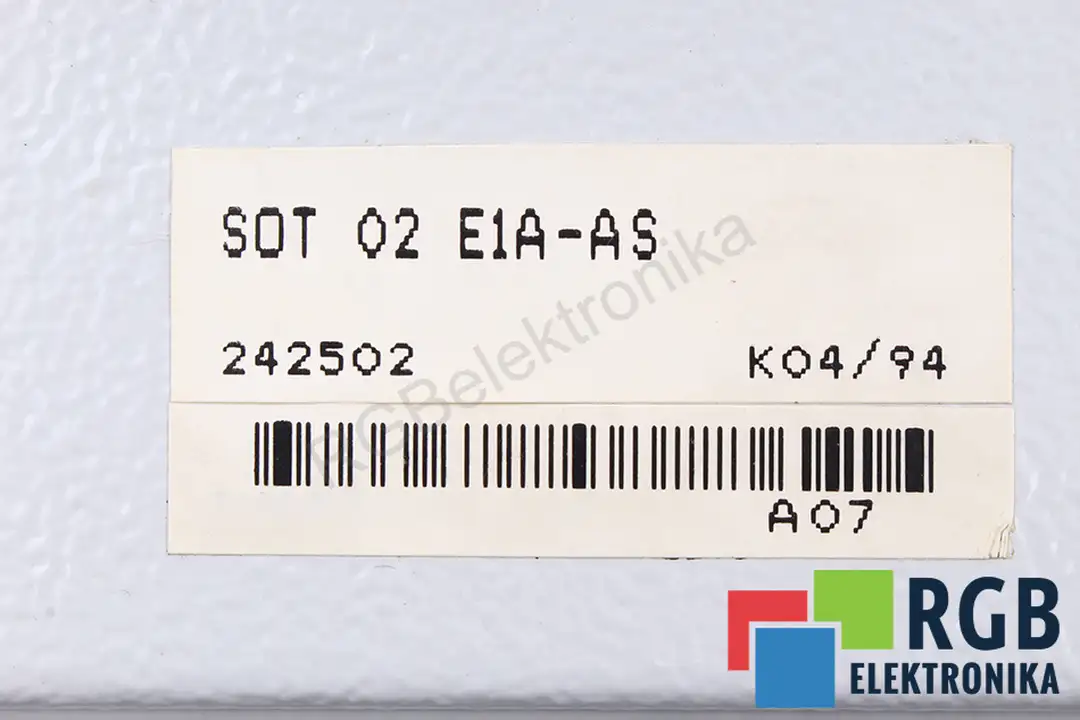 SOT 02 E1A-AS
RGBelektronika
242502 K04/94
A07
RGB
ELEKTRONIKA